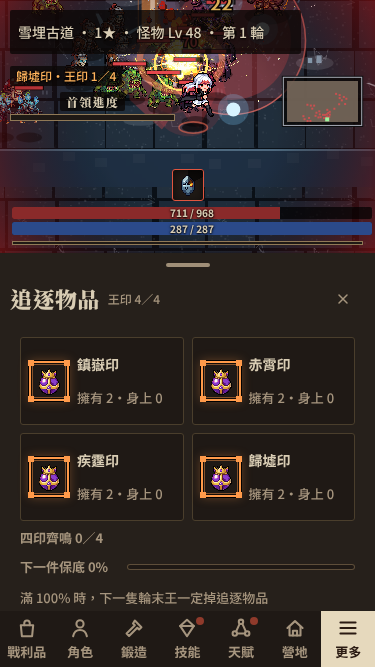 22
雪埋古道 • 1★ • 怪物 Lv 48 • 第 1 輪
歸墟印・王印 1／4
首領進度
711 / 968
287 / 287
追逐物品 王印 4／4 ×
鎮嶽印
擁有 2・身上 0
赤霄印
擁有 2・身上 0
疾霆印
擁有 2・身上 0
歸墟印
擁有 2・身上 0
四印齊鳴 0／4
下一件保底 0%
滿 100% 時，下一隻輪末王一定掉追逐物品
戰利品 角色 鍛造 技能 天賦 營地 更多